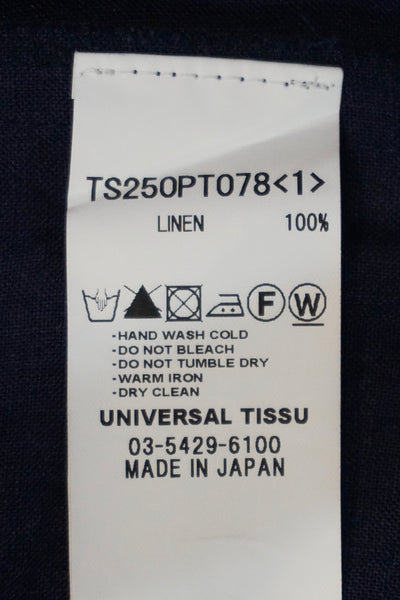 TS250PT078<1>
LINEN 100%
F W
-HAND WASH COLD
-DO NOT BLEACH
-DO NOT TUMBLE DRY
-WARM IRON
-DRY CLEAN
UNIVERSAL TISSU
03-5429-6100
MADE IN JAPAN